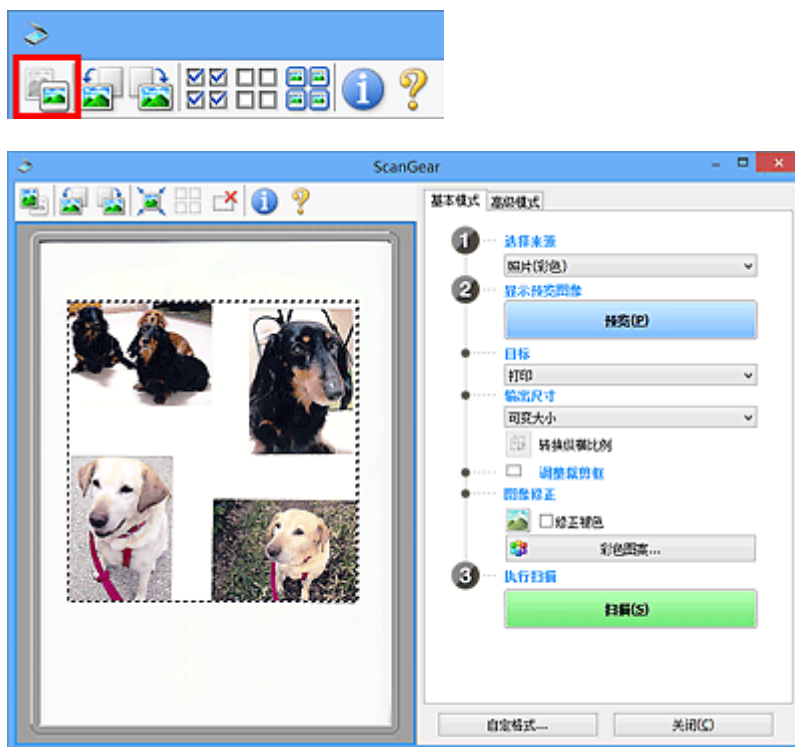 ScanGear
基本模式 高级模式
1 选择来源
照片(彩色)
2 显示预览图像
预览(P)
目标
打印
输出尺寸
可变大小
转换纵横比例
调整裁剪框
图像修正
修正褪色
彩色图案...
3 执行扫描
扫描(S)
自定格式... 关闭(C)